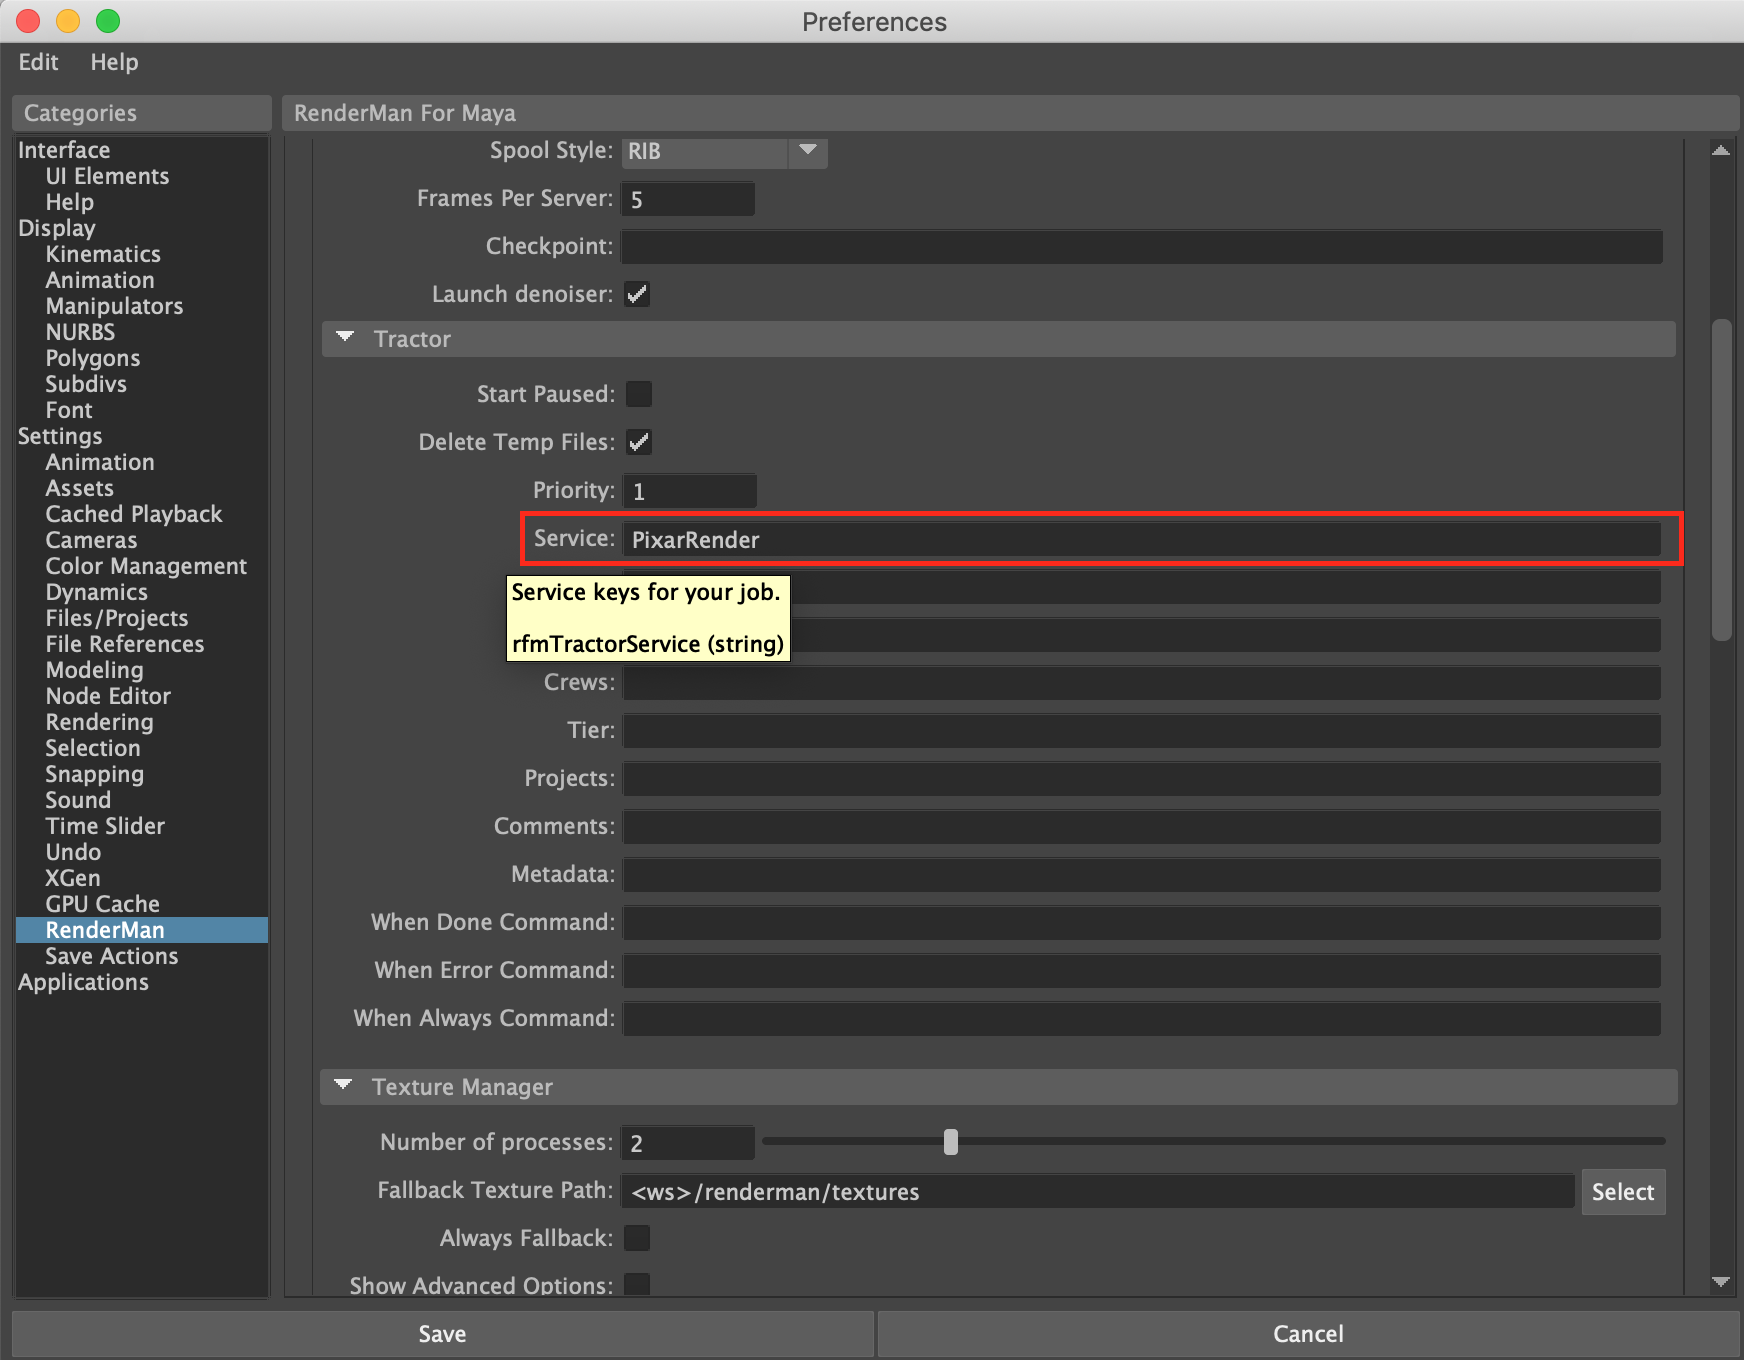 Preferences
Edit Help
Categories
Interface
UI Elements
Help
Display
Kinematics
Animation
Manipulators
NURBS
Polygons
Subdivs
Font
Settings
Animation
Assets
Cached Playback
Cameras
Color Management
Dynamics
Files/Projects
File References
Modeling
Node Editor
Rendering
Selection
Snapping
Sound
Time Slider
Undo
XGen
GPU Cache
RenderMan
Save Actions
Applications
RenderMan For Maya
Spool Style: RIB
Frames Per Server: 5
Checkpoint:
Launch denoiser:
Tractor
Start Paused:
Delete Temp Files:
Priority: 1
Service: PixarRender
Service keys for your job.
rfmTractorService (string)
Crews:
Tier:
Projects:
Comments:
Metadata:
When Done Command:
When Error Command:
When Always Command:
Texture Manager
Number of processes: 2
Fallback Texture Path: <ws>/renderman/textures Select
Always Fallback:
Show Advanced Options:
Save Cancel